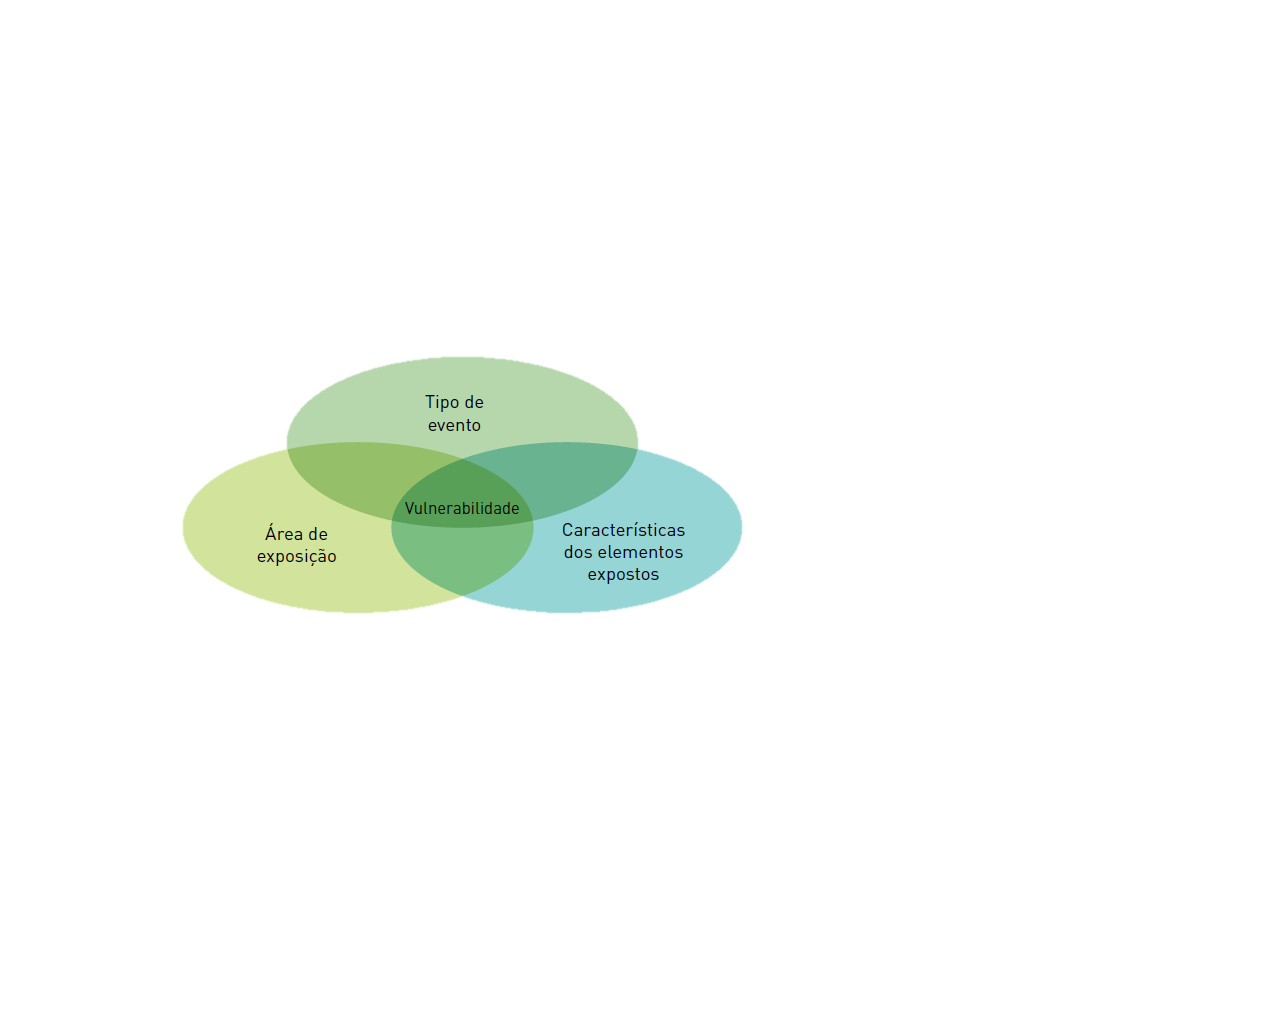 Tipo de
evento
Vulnerabilidade
Área de
exposição
Características
dos elementos
expostos